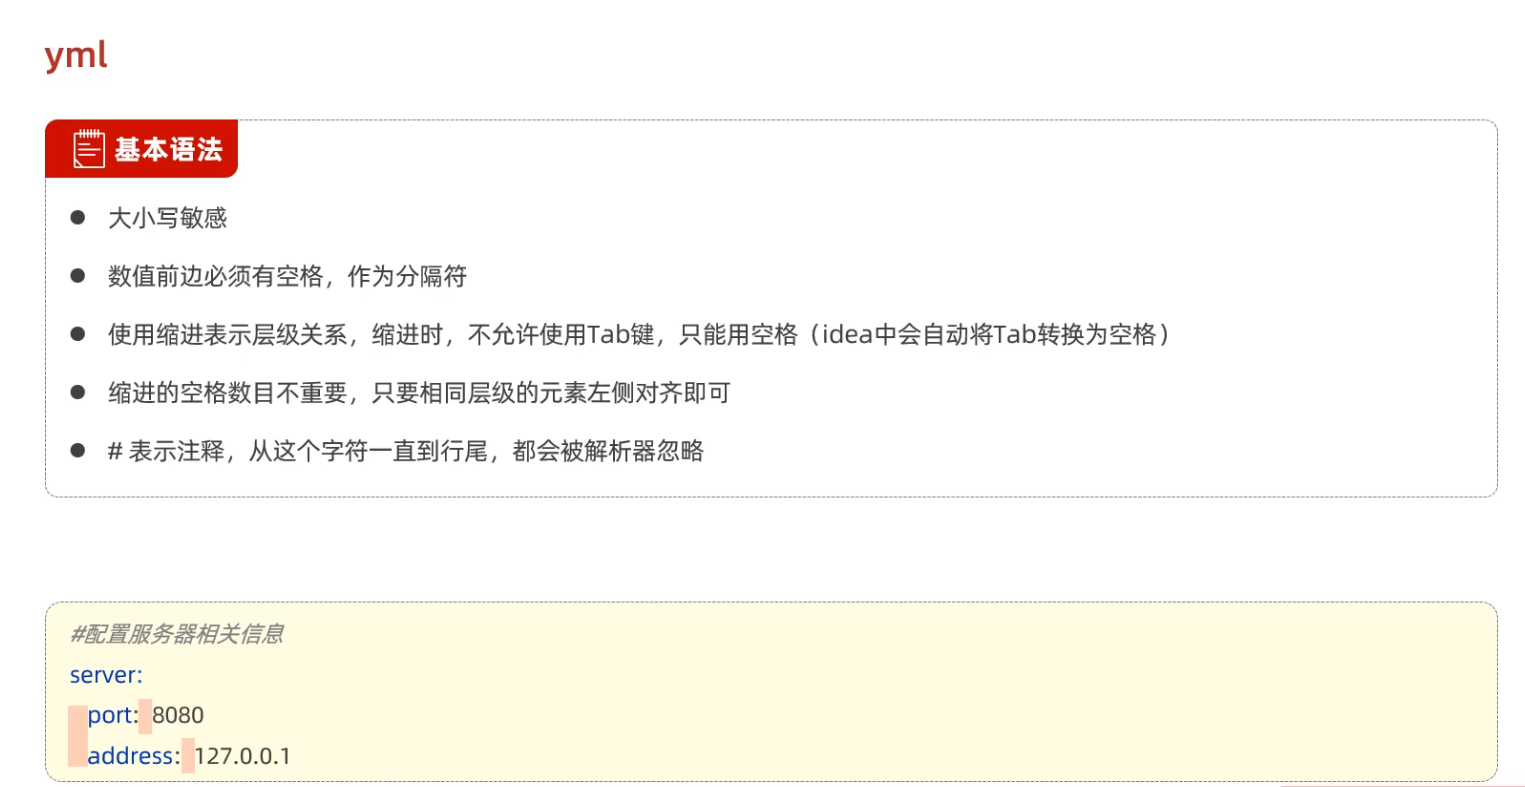 yml
基本语法
大小写敏感
数值前边必须有空格，作为分隔符
使用缩进表示层级关系，缩进时，不允许使用Tab键，只能用空格（idea中会自动将Tab转换为空格）
缩进的空格数目不重要，只要相同层级的元素左侧对齐即可
# 表示注释，从这个字符一直到行尾，都会被解析器忽略
#配置服务器相关信息
server:
  port: 8080
  address: 127.0.0.1